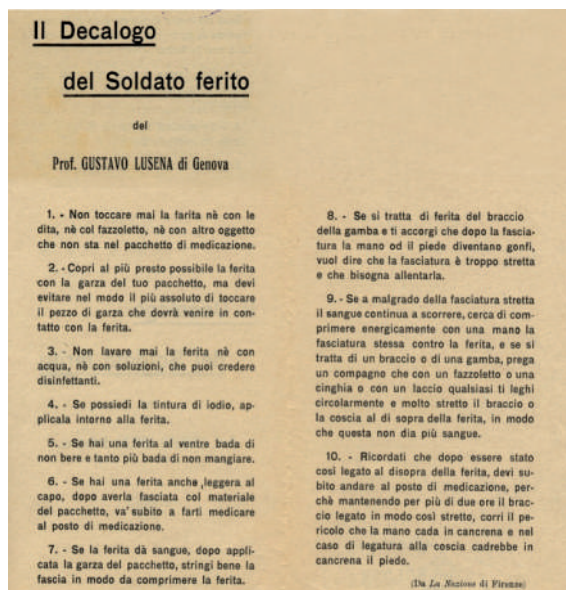 Il Decalogo
del Soldato ferito
del
Prof. GUSTAVO LUSENA di Genova
1. - Non toccare mai la farita nè con le
dita, nè col fazzoletto, nè con altro oggetto
che non sta nel pacchetto di medicazione.
2. - Copri al più presto possibile la ferita
con la garza del tuo pacchetto, ma devi
evitare nel modo il più assoluto di toccare
il pezzo di garza che dovrà venire in con-
tatto con la ferita.
3. - Non lavare mai la ferita nè con
acqua, nè con soluzioni, che puoi credere
disinfettanti.
4. - Se possiedi la tintura di iodio, ap-
plicala intorno alla ferita.
5. - Se hai una ferita al ventre bada di
non bere e tanto più bada di non mangiare.
6. - Se hai una ferita anche leggera al
capo, dopo averla fasciata col materiale
del pacchetto, va' subito a farti medicare
al posto di medicazione.
7. - Se la ferita dà sangue, dopo appli-
cata la garza del pacchetto, stringi bene la
fascia in modo da comprimere la ferita.
8. - Se si tratta di ferita del braccio
della gamba e ti accorgi che dopo la fascia-
tura la mano od il piede diventano gonfi,
vuol dire che la fasciatura è troppo stretta
e che bisogna allentarla.
9. - Se a malgrado della fasciatura stretta
il sangue continua a scorrere, cerca di com-
primere energicamente con una mano la
fasciatura stessa contro la ferita, e se si
tratta di un braccio o di una gamba, prega
un compagno che con un fazzoletto o una
cinghia o con un laccio qualsiasi ti leghi
circolarmente e molto stretto il braccio o
la coscia al di sopra della ferita, in modo
che questa non dia più sangue.
10. - Ricordati che dopo essere stato
così legato al disopra della ferita, devi su-
bito andare al posto di medicazione, per-
chè mantenendo per più di due ore il brac-
cio legato in modo così stretto, corri il pe-
ricolo che la mano cada in cancrena e nel
caso di legatura alla coscia cadrebbe in
cancrena il piede.
(Da La Nazione di Firenze)